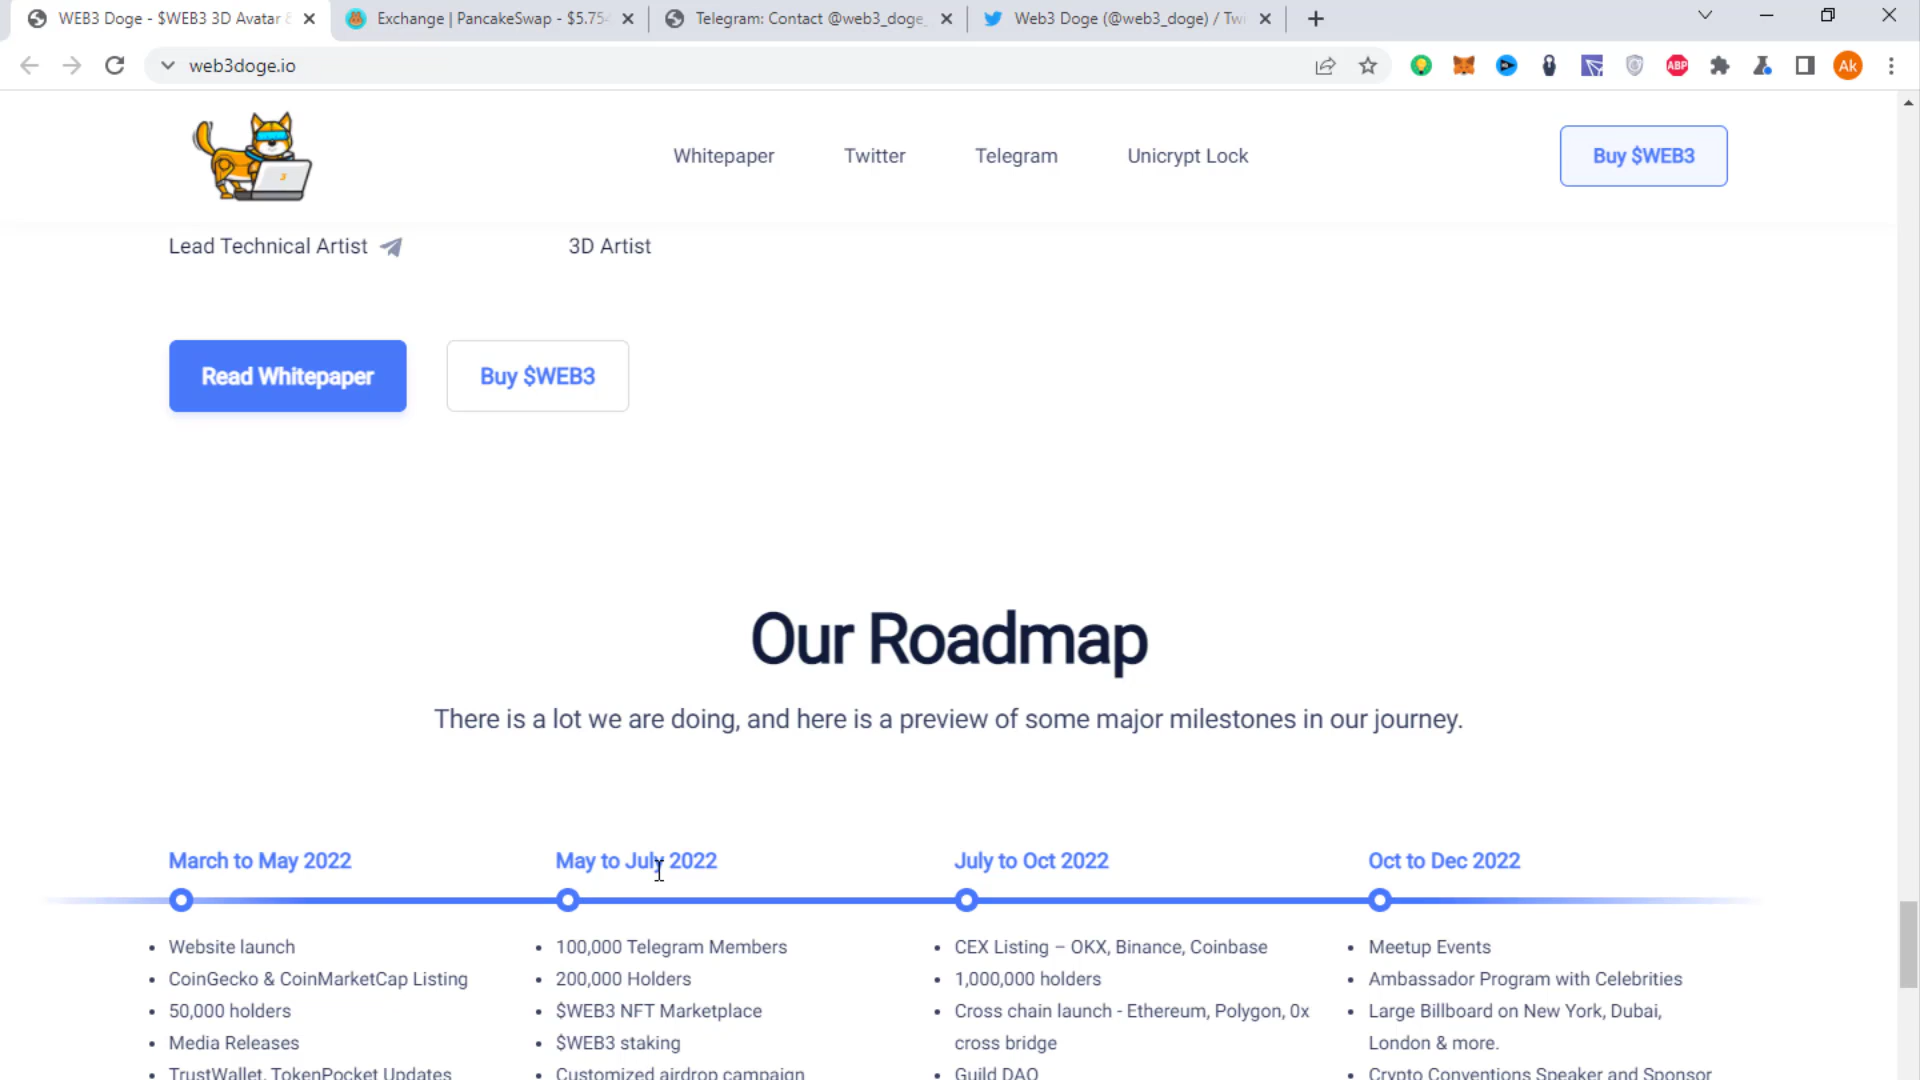 WEB3 Doge - $WEB3 3D Avatar &
Exchange | PancakeSwap - $5.754
Telegram: Contact @web3_doge_
Web3 Doge (@web3_doge) / Twi
web3doge.io
ABP
Ak
3
Whitepaper
Twitter
Telegram
Unicrypt Lock
Buy $WEB3
Lead Technical Artist
3D Artist
Read Whitepaper
Buy $WEB3
Our Roadmap
There is a lot we are doing, and here is a preview of some major milestones in our journey.
March to May 2022
Website launch
CoinGecko & CoinMarketCap Listing
50,000 holders
Media Releases
TrustWallet, TokenPocket Updates
May to July 2022
100,000 Telegram Members
200,000 Holders
$WEB3 NFT Marketplace
$WEB3 staking
Customized airdrop campaign
July to Oct 2022
CEX Listing – OKX, Binance, Coinbase
1,000,000 holders
Cross chain launch - Ethereum, Polygon, 0x
cross bridge
Guild DAO
Oct to Dec 2022
Meetup Events
Ambassador Program with Celebrities
Large Billboard on New York, Dubai,
London & more.
Crypto Conventions Speaker and Sponsor